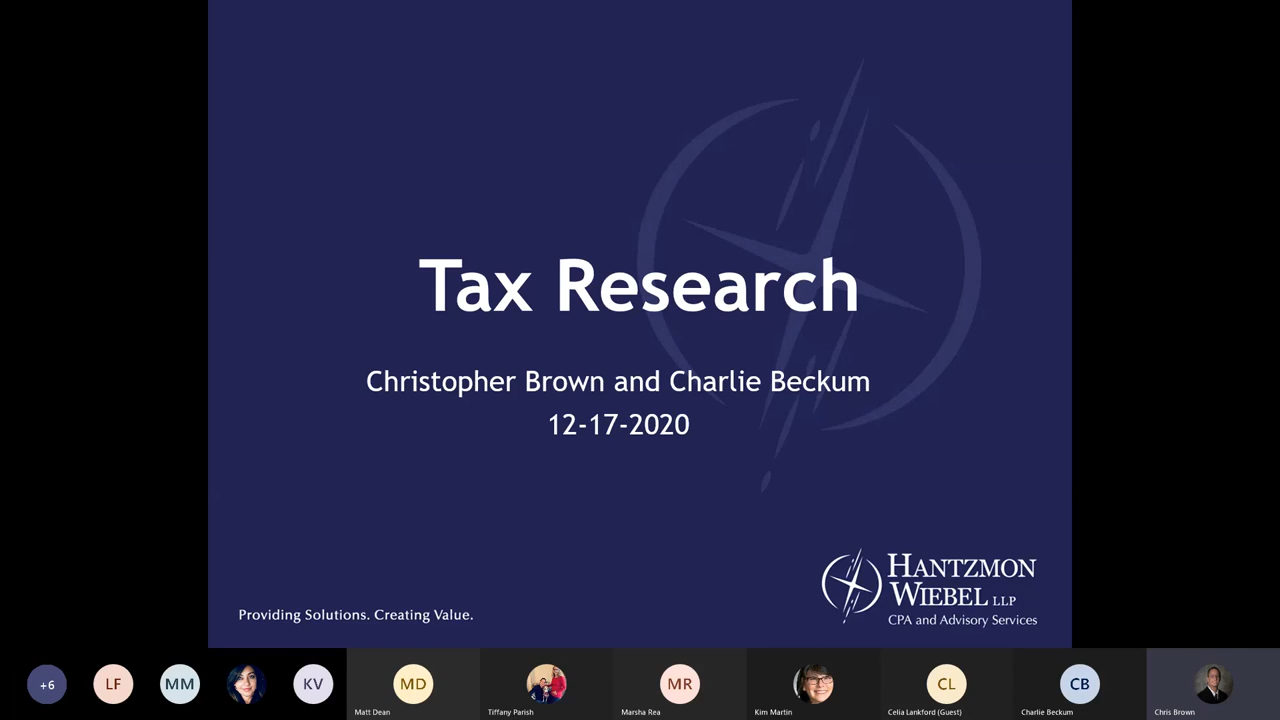 Tax Research
Christopher Brown and Charlie Beckum
12-17-2020
Providing Solutions. Creating Value.
HANTZMON
WIEBEL LLP
CPA and Advisory Services
+6
LF
MM
KV
MD
Matt Dean
Tiffany Parish
MR
Marsha Rea
Kim Martin
CL
Celia Lankford (Guest)
CB
Charlie Beckum
Chris Brown